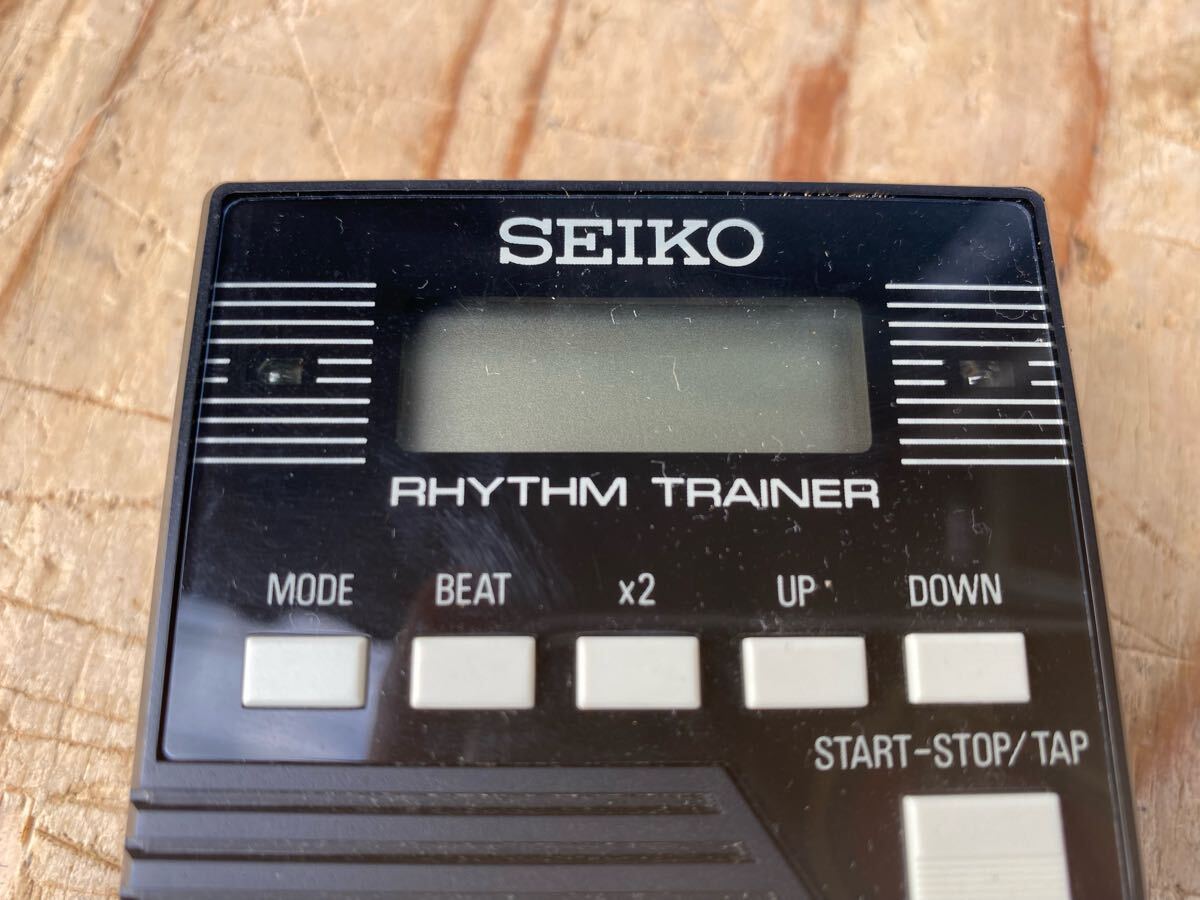 SEIKO
RHYTHM TRAINER
MODE BEAT x2 UP DOWN
START-STOP/TAP